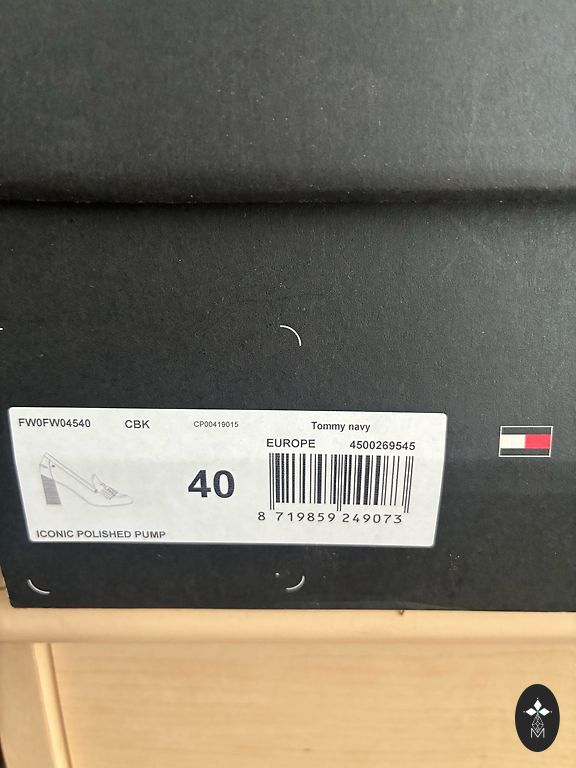 FW0FW04540 CBK CP00419015 Tommy navy
EUROPE 4500269545
40
8 719859 249073
ICONIC POLISHED PUMP
M